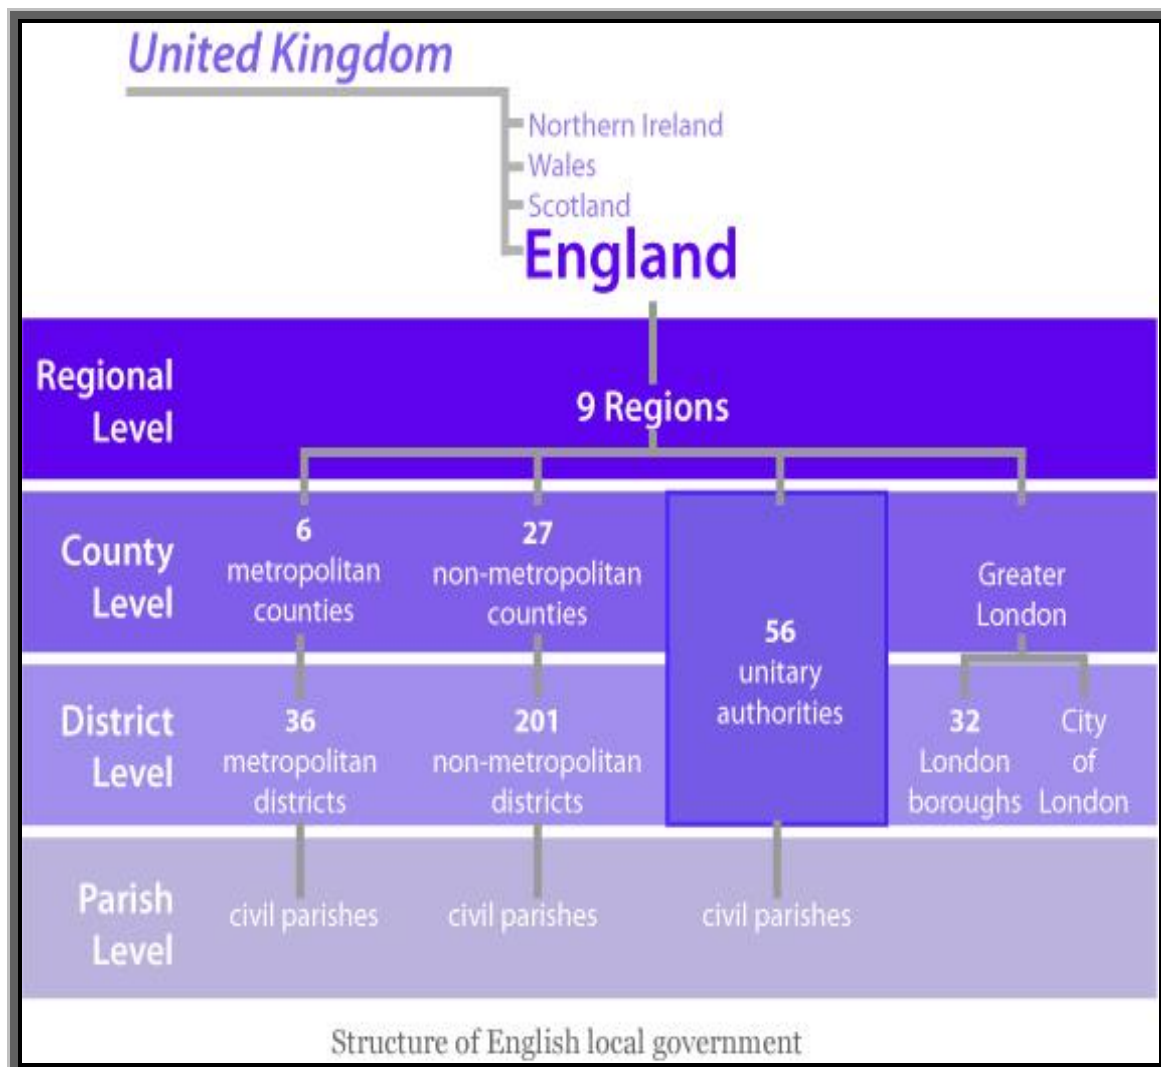 United Kingdom
Northern Ireland
Wales
Scotland
England
Regional
Level
9 Regions
County
Level
6
metropolitan
counties
27
non-metropolitan
counties
56
unitary
authorities
Greater
London
District
Level
36
metropolitan
districts
201
non-metropolitan
districts
32
London
boroughs
City
of
London
Parish
Level
civil parishes
civil parishes
civil parishes
Structure of English local government